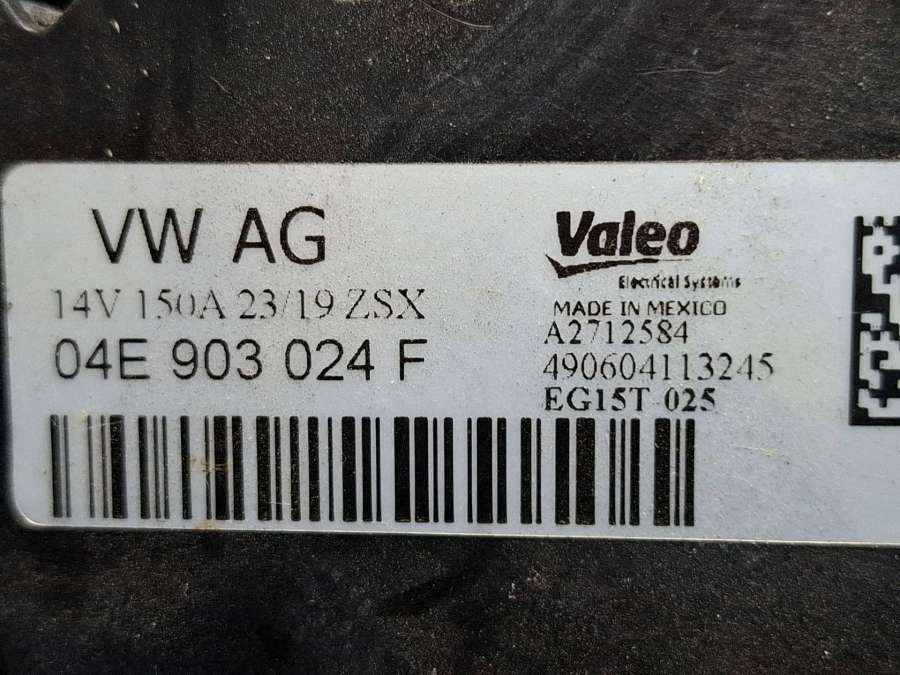 VW AG
14V 150A 23/19 ZSX
04E 903 024 F
Valeo
Electrical Systems
MADE IN MEXICO
A2712584
490604113245
EG15T 025